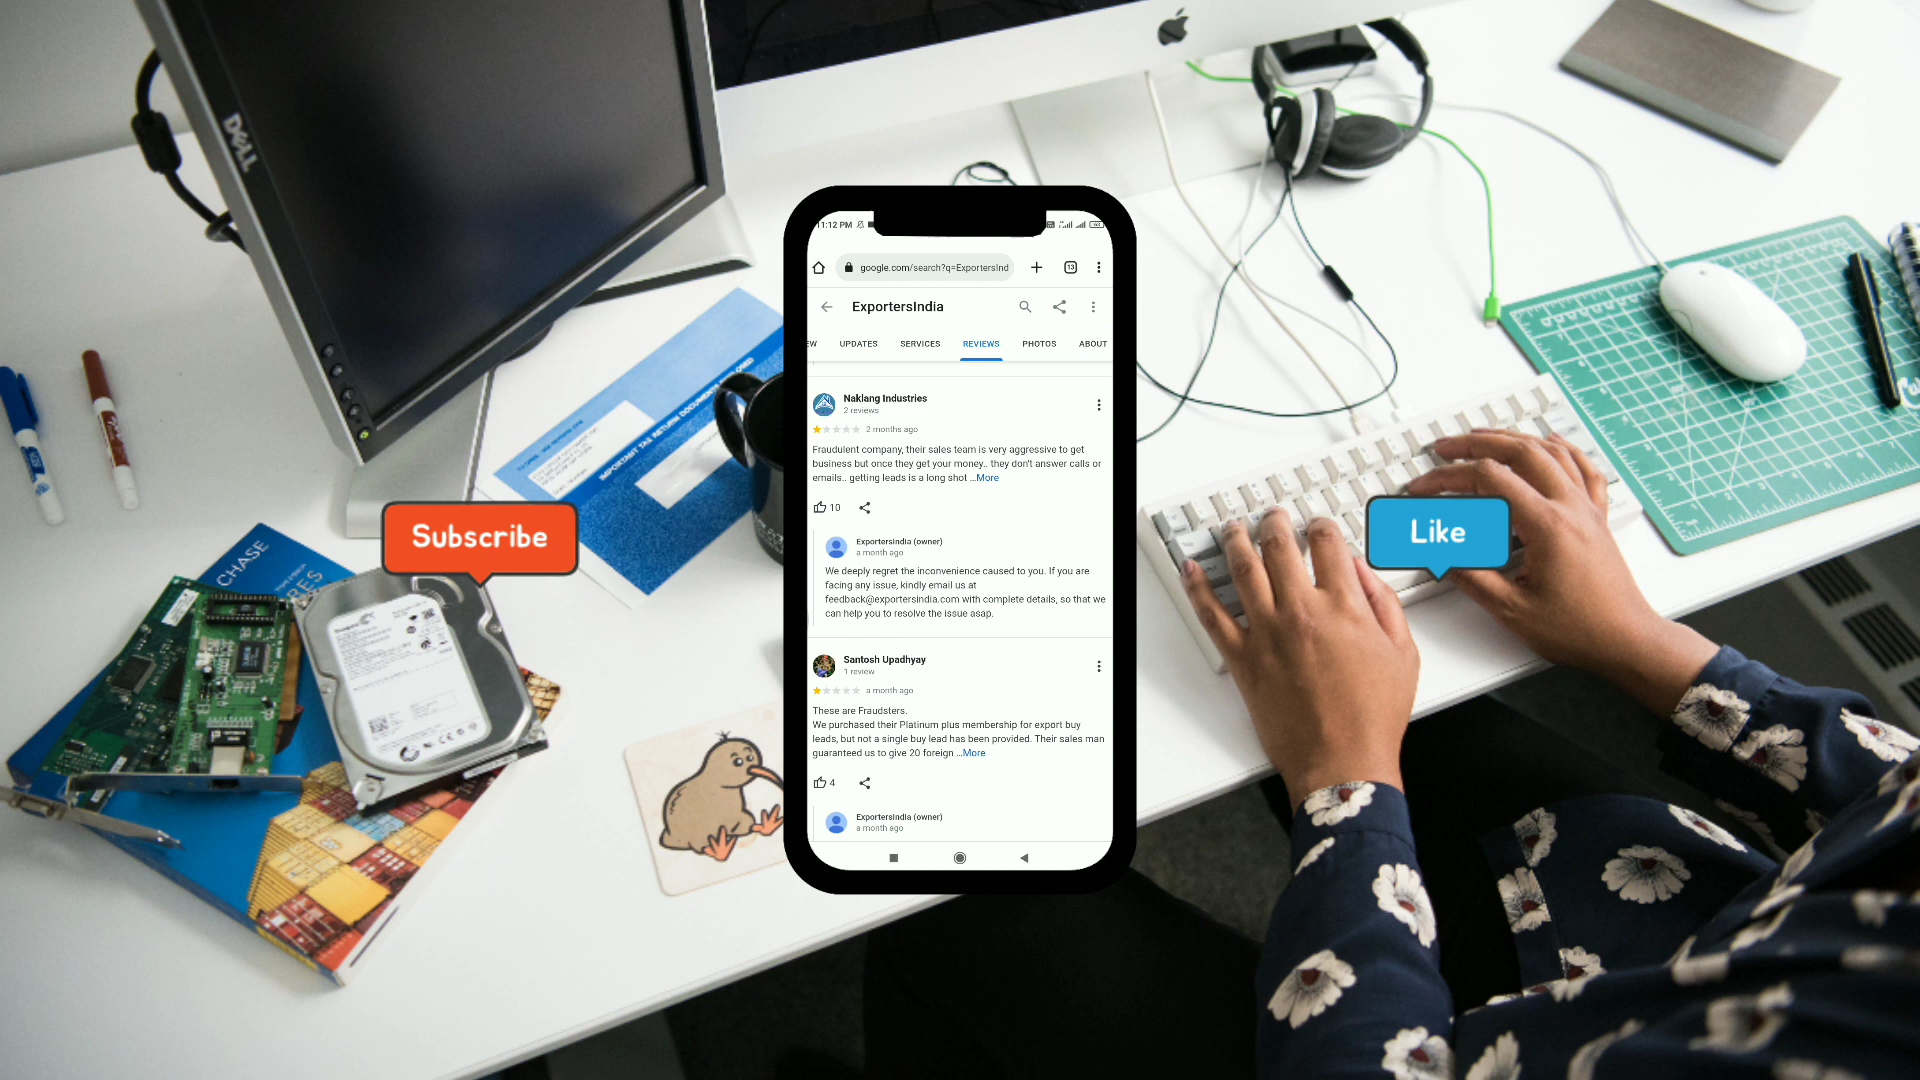 DELL
11:12 PM
google.com/search?q=ExportersInd
13
ExportersIndia
EW UPDATES SERVICES REVIEWS PHOTOS ABOUT
Naklang Industries
2 reviews
2 months ago
Fraudulent company, their sales team is very aggressive to get
business but once they get your money.. they don't answer calls or
emails.. getting leads is a long shot ...More
10
ExportersIndia (owner)
a month ago
We deeply regret the inconvenience caused to you. If you are
facing any issue, kindly email us at
feedback@exportersindia.com with complete details, so that we
can help you to resolve the issue asap.
Santosh Upadhyay
1 review
a month ago
These are Fraudsters.
We purchased their Platinum plus membership for export buy
leads, but not a single buy lead has been provided. Their sales man
guaranteed us to give 20 foreign ...More
4
ExportersIndia (owner)
a month ago
Subscribe
Like
IMPORTANT TAX RETURN DOCUMENTS
CHASE
Seagate